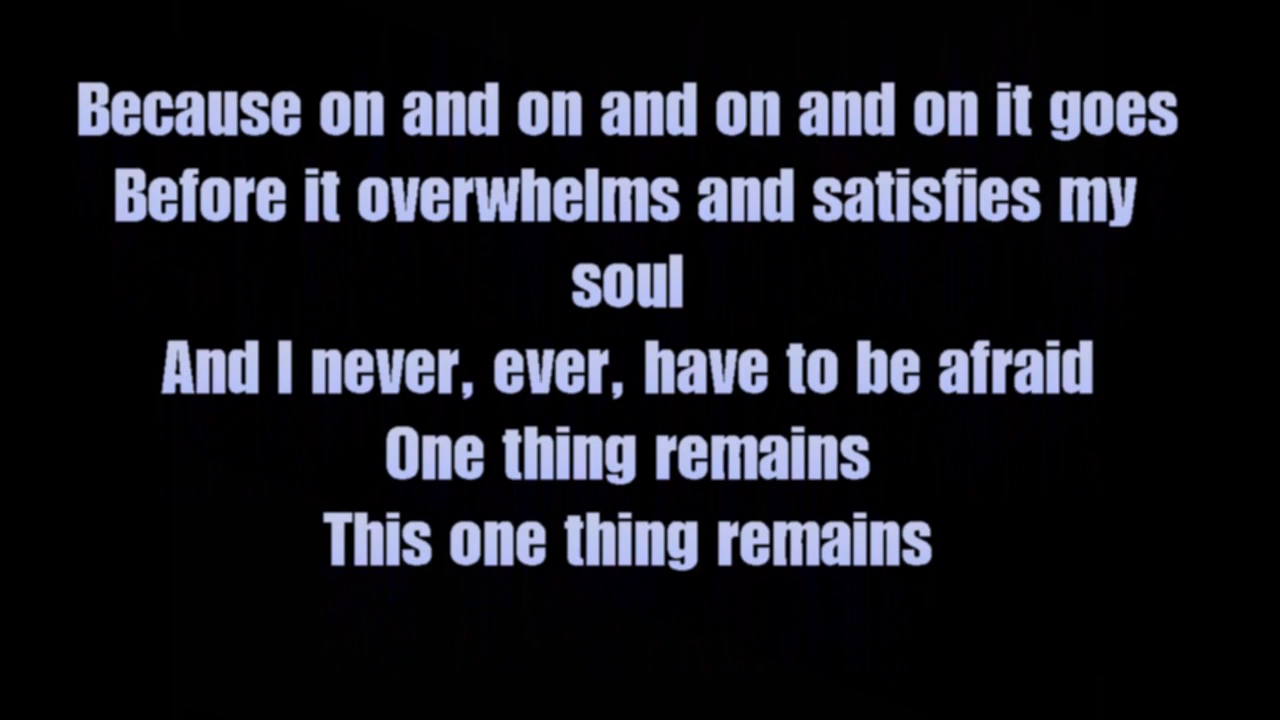 Because on and on and on and on it goes
Before it overwhelms and satisfies my
soul
And I never, ever, have to be afraid
One thing remains
This one thing remains